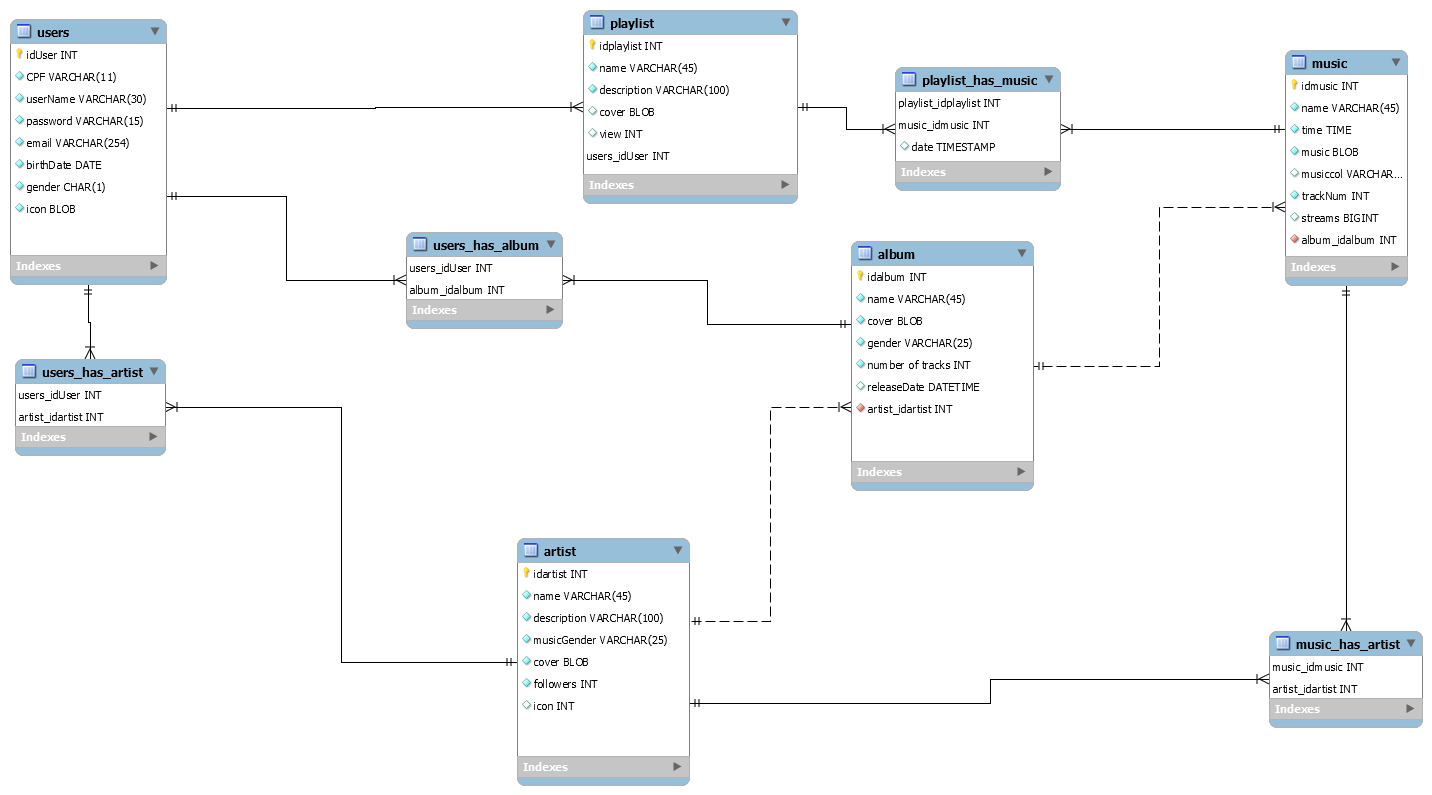 users
idUser INT
CPF VARCHAR(11)
userName VARCHAR(30)
password VARCHAR(15)
email VARCHAR(254)
birthDate DATE
gender CHAR(1)
icon BLOB
Indexes
playlist
idplaylist INT
name VARCHAR(45)
description VARCHAR(100)
cover BLOB
view INT
users_idUser INT
Indexes
playlist_has_music
playlist_idplaylist INT
music_idmusic INT
date TIMESTAMP
Indexes
music
idmusic INT
name VARCHAR(45)
time TIME
music BLOB
musiccol VARCHAR...
trackNum INT
streams BIGINT
album_idalbum INT
Indexes
users_has_album
users_idUser INT
album_idalbum INT
Indexes
album
idalbum INT
name VARCHAR(45)
cover BLOB
gender VARCHAR(25)
number of tracks INT
releaseDate DATETIME
artist_idartist INT
Indexes
users_has_artist
users_idUser INT
artist_idartist INT
Indexes
artist
idartist INT
name VARCHAR(45)
description VARCHAR(100)
musicGender VARCHAR(25)
cover BLOB
followers INT
icon INT
Indexes
music_has_artist
music_idmusic INT
artist_idartist INT
Indexes